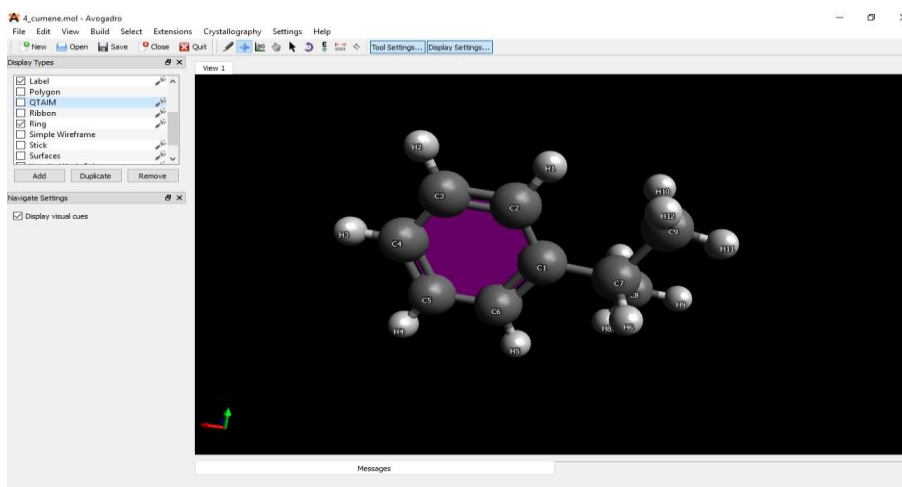 4_cumene.mol - Avogadro
File Edit View Build Select Extensions Crystallography Settings Help
New Open Save Close Quit Tool Settings... Display Settings...
Display Types
View 1
Label
Polygon
QTAIM
Ribbon
Ring
Simple Wireframe
Stick
Surfaces
Add Duplicate Remove
Navigate Settings
Display visual cues
H2
H1
C3
C2
H10
H12
C9
H11
H3
C4
C1
C7
C8
H9
C5
C6
H4
H8
H6
H5
Messages